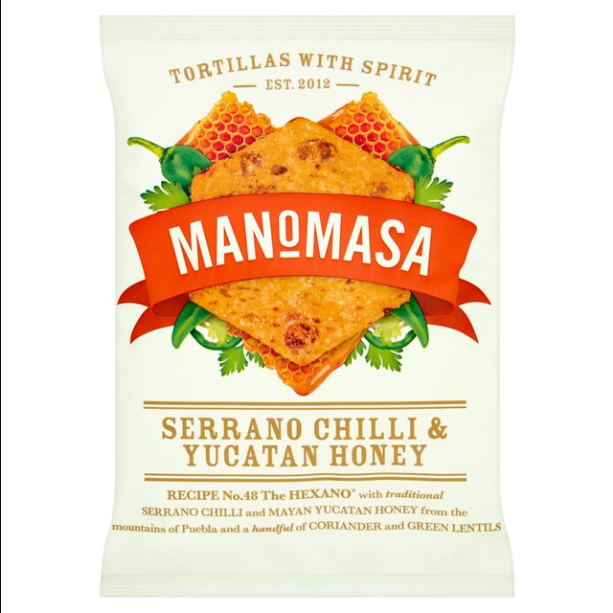 TORTILLAS WITH SPIRIT
EST. 2012
MANOMASA
SERRANO CHILLI &
YUCATAN HONEY
RECIPE No.48 The HEXANO* with traditional
SERRANO CHILLI and MAYAN YUCATAN HONEY from the
mountains of Puebla and a handful of CORIANDER and GREEN LENTILS